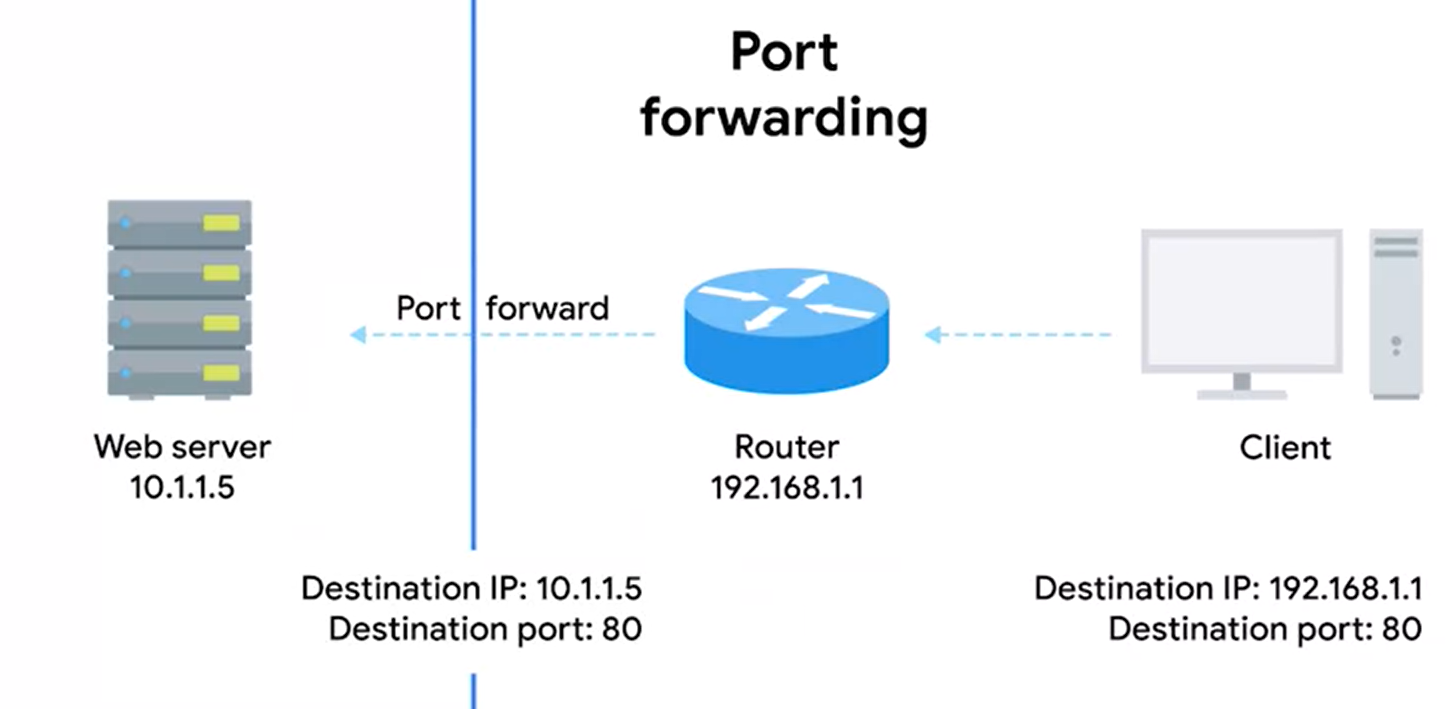 Port
forwarding
Port forward
Web server
10.1.1.5
Router
192.168.1.1
Client
Destination IP: 10.1.1.5
Destination port: 80
Destination IP: 192.168.1.1
Destination port: 80